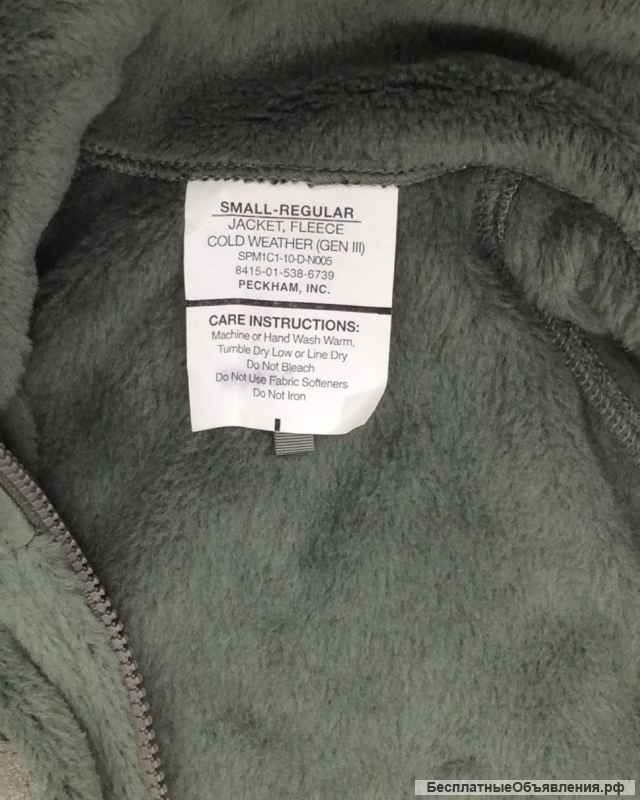 SMALL-REGULAR
JACKET, FLEECE
COLD WEATHER (GEN III)
SPM1C1-10-D-N005
8415-01-538-6739
PECKHAM, INC.
CARE INSTRUCTIONS:
Machine or Hand Wash Warm,
Tumble Dry Low or Line Dry
Do Not Bleach
Do Not Use Fabric Softeners
Do Not Iron
БесплатныеОбъявления.рф